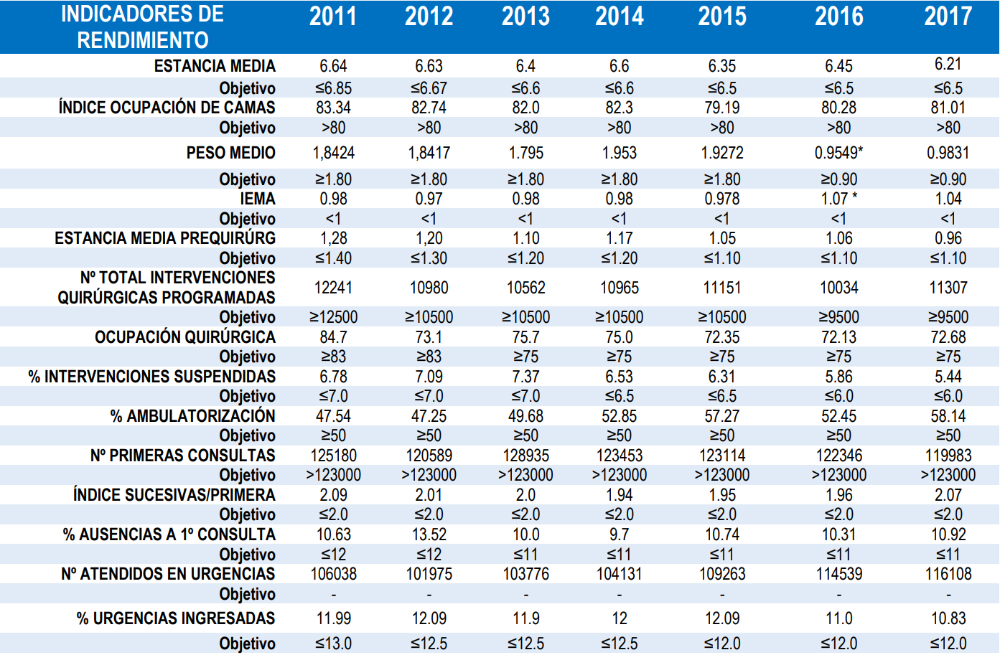 INDICADORES DE RENDIMIENTO 2011 2012 2013 2014 2015 2016 2017
ESTANCIA MEDIA 6.64 6.63 6.4 6.6 6.35 6.45 6.21
Objetivo ≤6.85 ≤6.67 ≤6.6 ≤6.6 ≤6.5 ≤6.5 ≤6.5
ÍNDICE OCUPACIÓN DE CAMAS 83.34 82.74 82.0 82.3 79.19 80.28 81.01
Objetivo >80 >80 >80 >80 >80 >80 >80
PESO MEDIO 1,8424 1,8417 1.795 1.953 1.9272 0.9549* 0.9831
Objetivo ≥1.80 ≥1.80 ≥1.80 ≥1.80 ≥1.80 ≥0.90 ≥0.90
IEMA 0.98 0.97 0.98 0.98 0.978 1.07 * 1.04
Objetivo <1 <1 <1 <1 <1 <1 <1
ESTANCIA MEDIA PREQUIRÚRG 1,28 1,20 1.10 1.17 1.05 1.06 0.96
Objetivo ≤1.40 ≤1.30 ≤1.20 ≤1.20 ≤1.10 ≤1.10 ≤1.10
Nº TOTAL INTERVENCIONES
QUIRÚRGICAS PROGRAMADAS 12241 10980 10562 10965 11151 10034 11307
Objetivo ≥12500 ≥10500 ≥10500 ≥10500 ≥10500 ≥9500 ≥9500
OCUPACIÓN QUIRÚRGICA 84.7 73.1 75.7 75.0 72.35 72.13 72.68
Objetivo ≥83 ≥83 ≥75 ≥75 ≥75 ≥75 ≥75
% INTERVENCIONES SUSPENDIDAS 6.78 7.09 7.37 6.53 6.31 5.86 5.44
Objetivo ≤7.0 ≤7.0 ≤7.0 ≤6.5 ≤6.5 ≤6.0 ≤6.0
% AMBULATORIZACIÓN 47.54 47.25 49.68 52.85 57.27 52.45 58.14
Objetivo ≥50 ≥50 ≥50 ≥50 ≥50 ≥50 ≥50
Nº PRIMERAS CONSULTAS 125180 120589 128935 123453 123114 122346 119983
Objetivo >123000 >123000 >123000 >123000 >123000 >123000 >123000
ÍNDICE SUCESIVAS/PRIMERA 2.09 2.01 2.0 1.94 1.95 1.96 2.07
Objetivo ≤2.0 ≤2.0 ≤2.0 ≤2.0 ≤2.0 ≤2.0 ≤2.0
% AUSENCIAS A 1º CONSULTA 10.63 13.52 10.0 9.7 10.74 10.31 10.92
Objetivo ≤12 ≤12 ≤11 ≤11 ≤11 ≤11 ≤11
Nº ATENDIDOS EN URGENCIAS 106038 101975 103776 104131 109263 114539 116108
Objetivo - - - - - - -
% URGENCIAS INGRESADAS 11.99 12.09 11.9 12 12.09 11.0 10.83
Objetivo ≤13.0 ≤12.5 ≤12.5 ≤12.5 ≤12.0 ≤12.0 ≤12.0